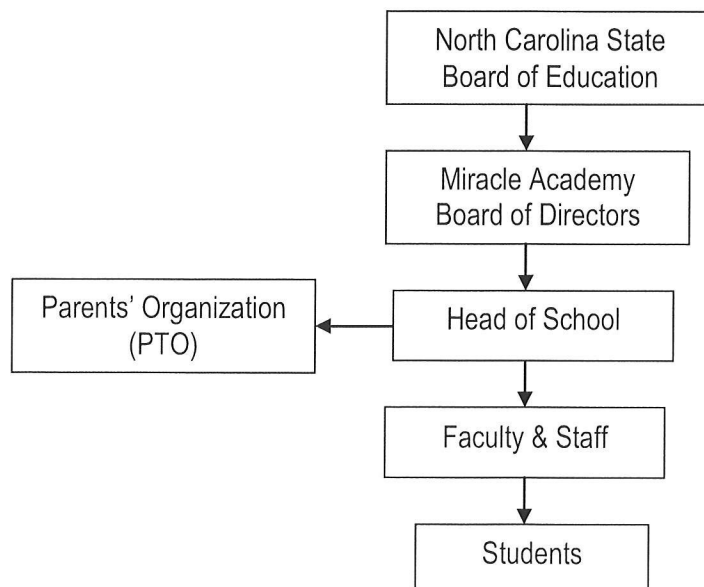 North Carolina State
Board of Education
Miracle Academy
Board of Directors
Parents’ Organization
(PTO)
Head of School
Faculty & Staff
Students